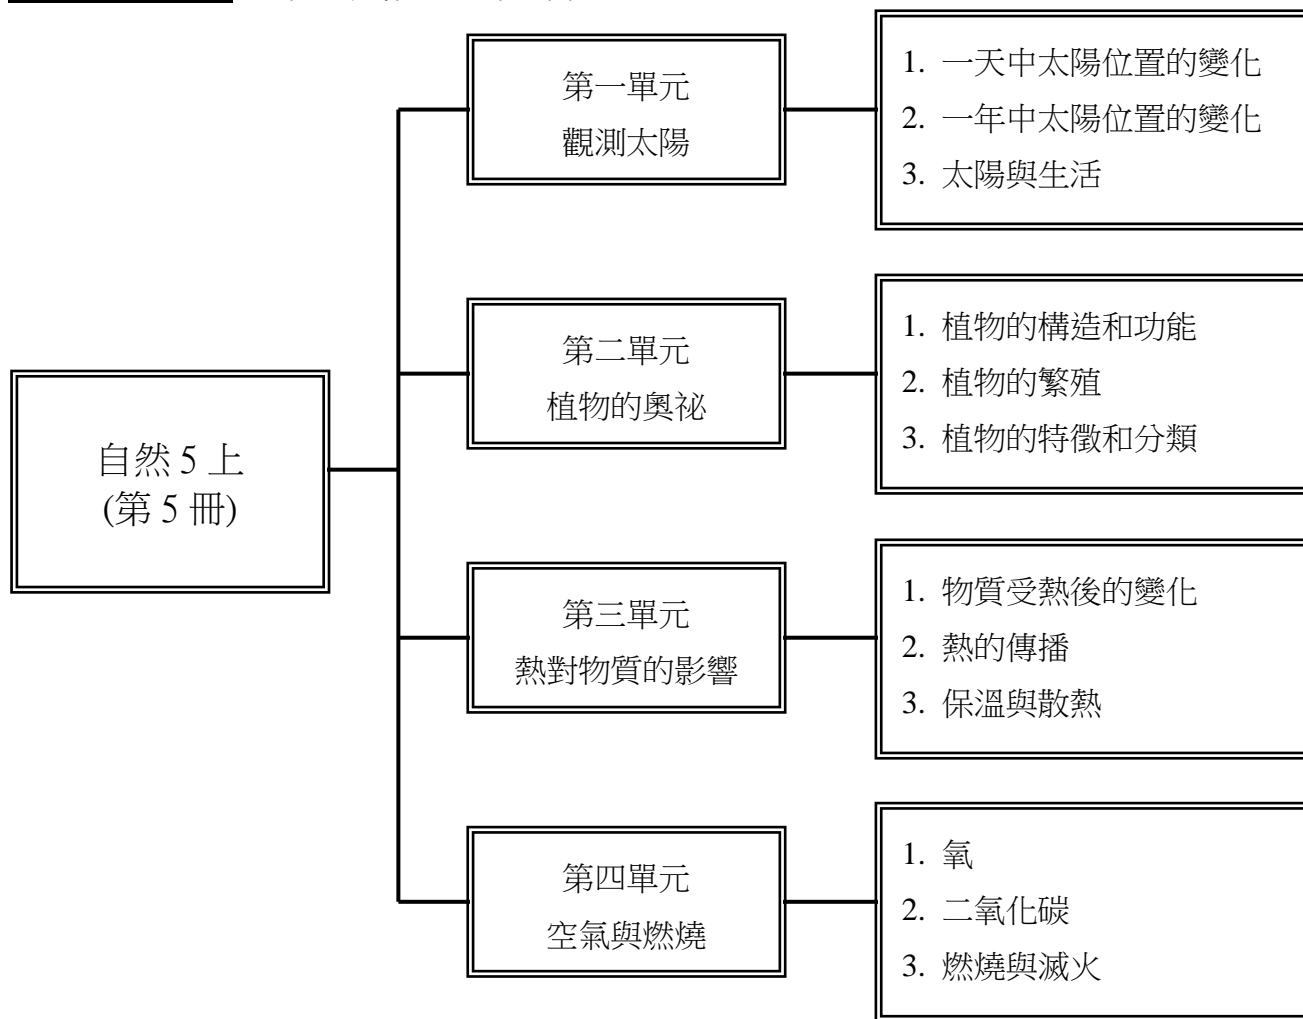 自然 5 上
(第 5 冊)
第一單元
觀測太陽
1. 一天中太陽位置的變化
2. 一年中太陽位置的變化
3. 太陽與生活
第二單元
植物的奧祕
1. 植物的構造和功能
2. 植物的繁殖
3. 植物的特徵和分類
第三單元
熱對物質的影響
1. 物質受熱後的變化
2. 熱的傳播
3. 保溫與散熱
第四單元
空氣與燃燒
1. 氧
2. 二氧化碳
3. 燃燒與滅火